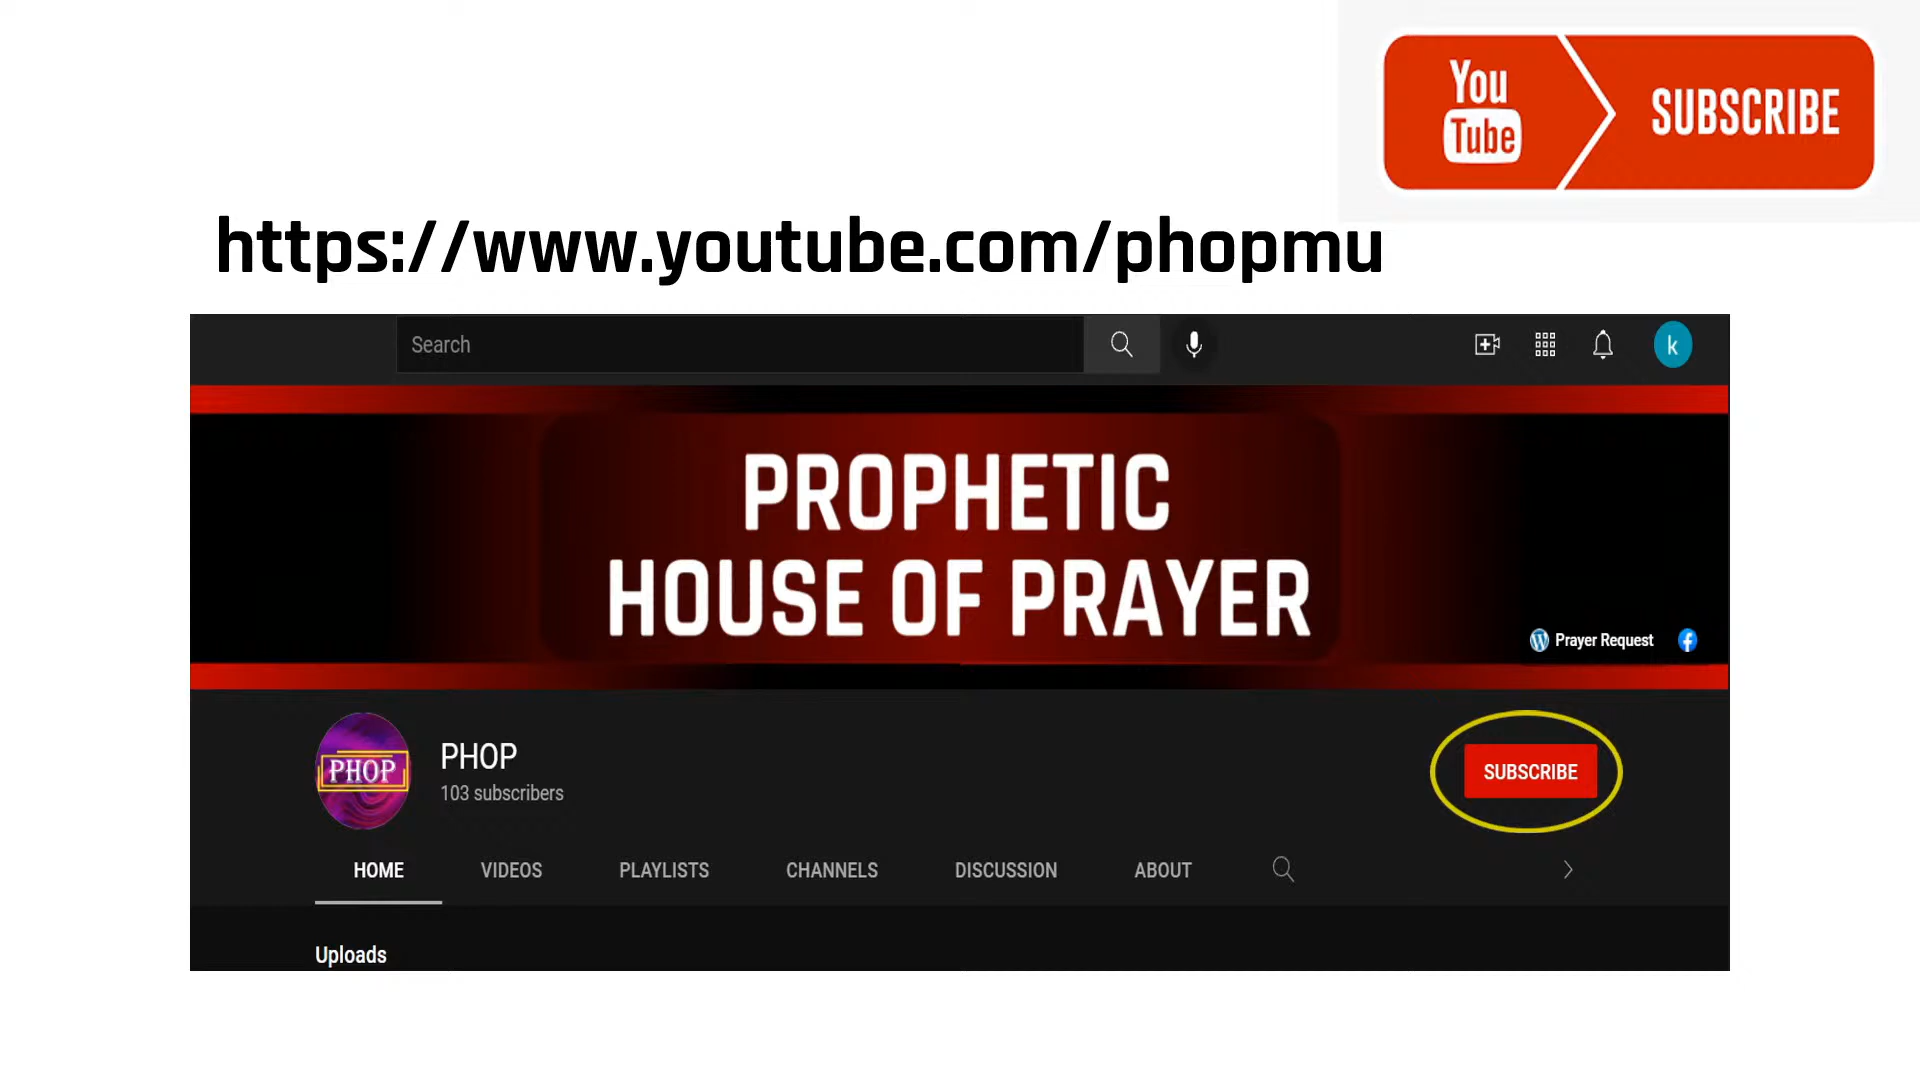 You
Tube
SUBSCRIBE
https://www.youtube.com/phopmu
Search
k
PROPHETIC
HOUSE OF PRAYER
Prayer Request
PHOP
PHOP
103 subscribers
SUBSCRIBE
HOME VIDEOS PLAYLISTS CHANNELS DISCUSSION ABOUT
Uploads